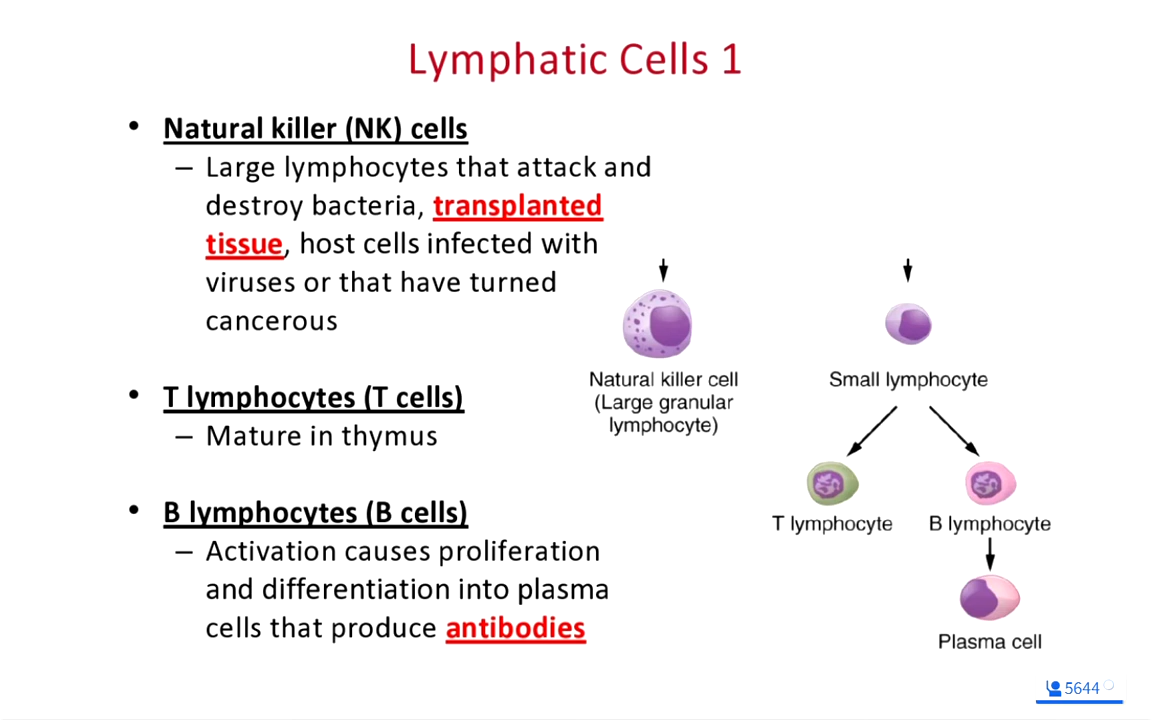 Lymphatic Cells 1
• Natural killer (NK) cells
– Large lymphocytes that attack and
destroy bacteria, transplanted
tissue, host cells infected with
viruses or that have turned
cancerous
• T lymphocytes (T cells)
– Mature in thymus
• B lymphocytes (B cells)
– Activation causes proliferation
and differentiation into plasma
cells that produce antibodies
Natural killer cell
(Large granular
lymphocyte)
Small lymphocyte
T lymphocyte
B lymphocyte
Plasma cell
5644